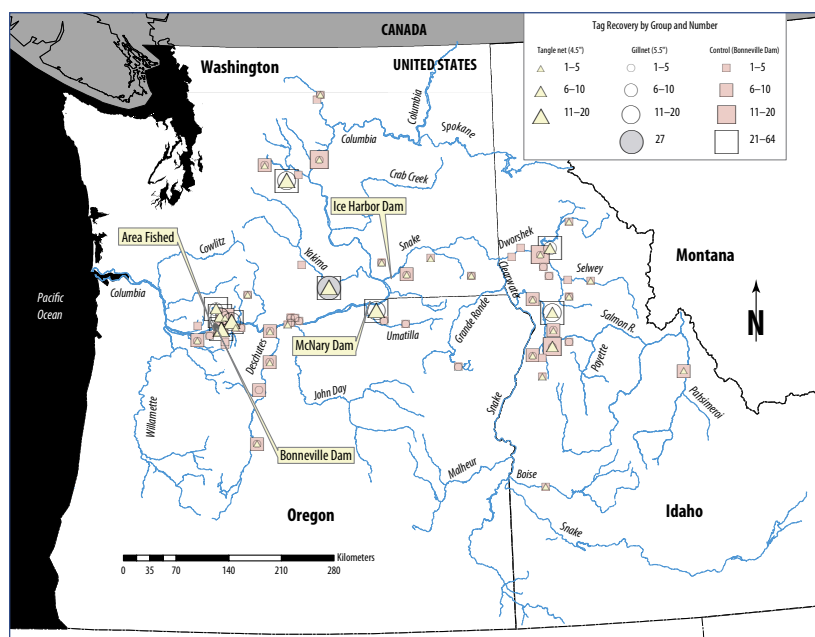 CANADA
UNITED STATES
Washington
Tag Recovery by Group and Number
Tangle net (4.5") Gillnet (5.5") Control (Bonneville Dam)
1–5 1–5 1–5
6–10 6–10 6–10
11–20 11–20 11–20
27 21–64
Columbia
Spokane
Columbia
Crab Creek
Ice Harbor Dam
Area Fished
Cowlitz
Yakima
Snake
Dworshek
Clearwater
Selwey
Montana
Pacific
Ocean
Columbia
McNary Dam
Umatilla
Grande Ronde
Salmon R.
N
Deschutes
John Day
Payette
Pahsimeroi
Willamette
Snake
Bonneville Dam
Malheur
Boise
Oregon
Snake
Idaho
Kilometers
0 35 70 140 210 280